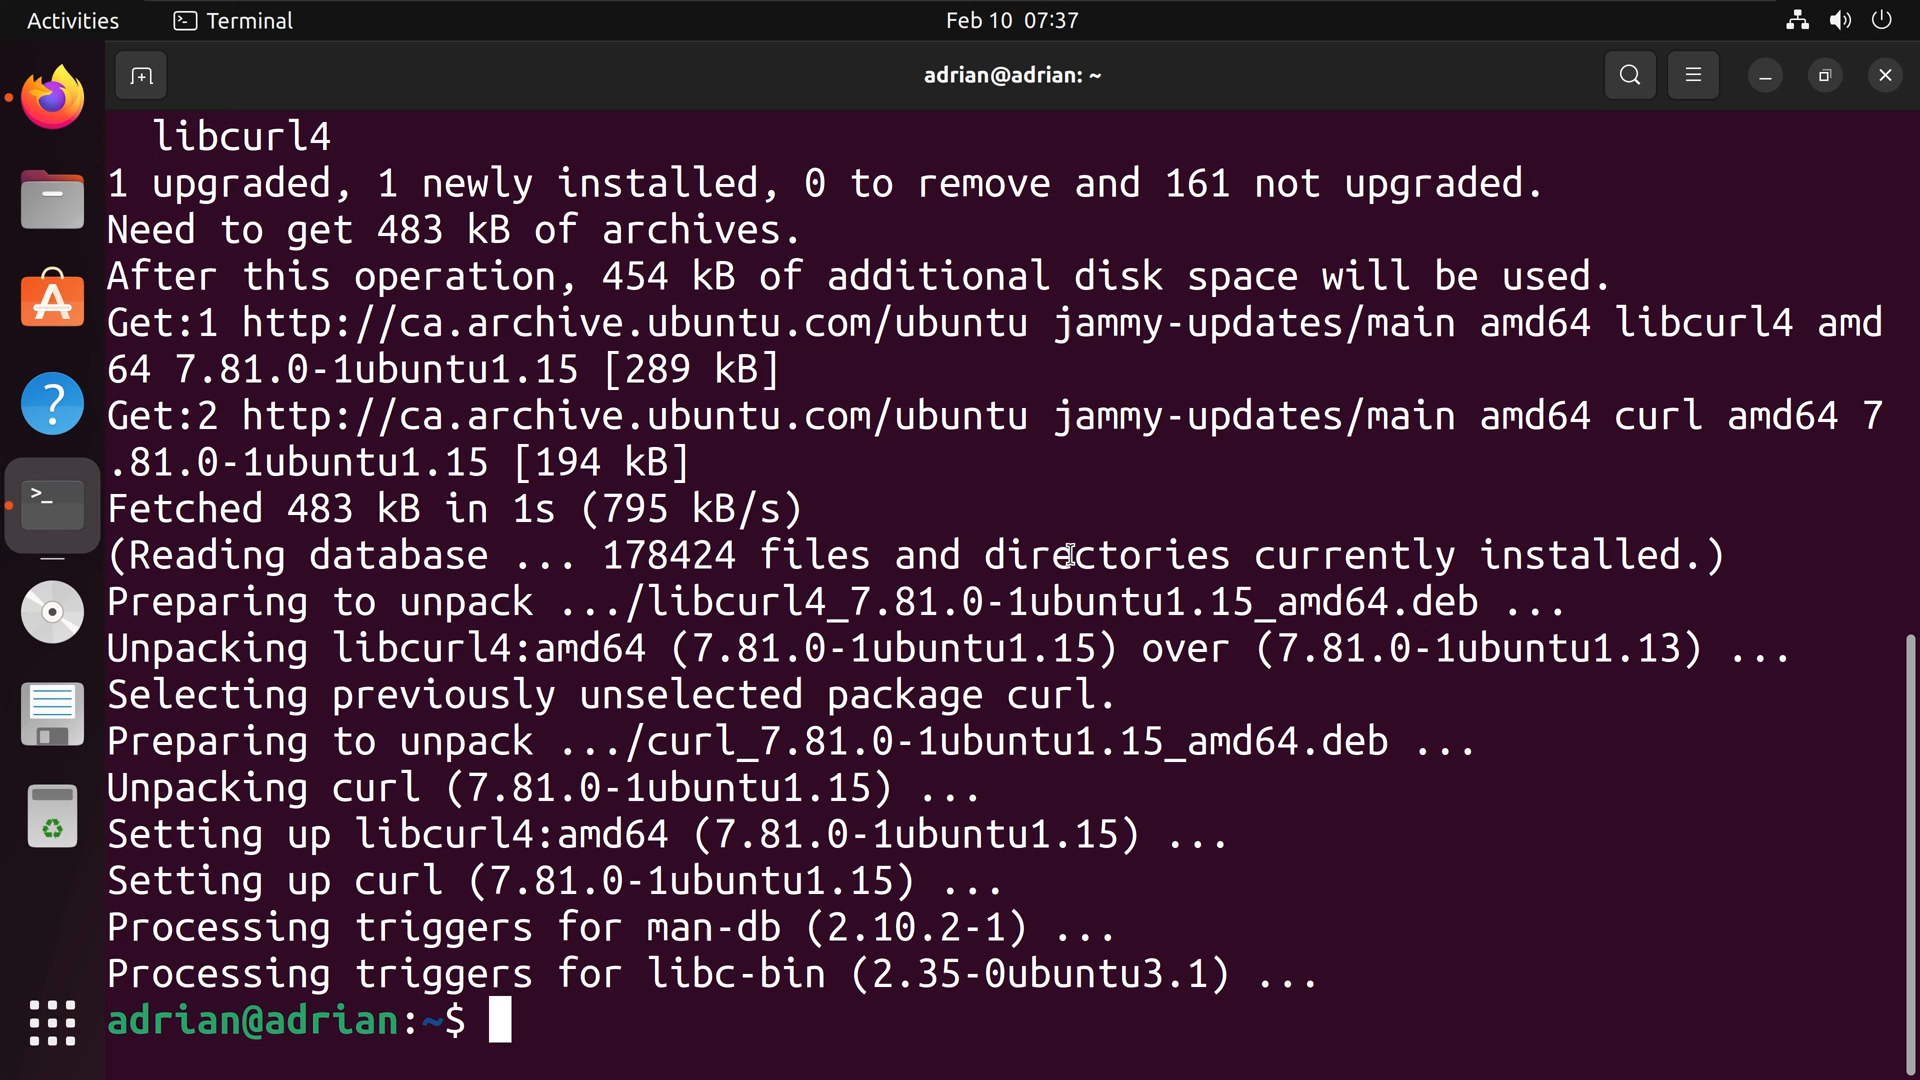 Activities Terminal Feb 10 07:37
adrian@adrian: ~
libcurl4
1 upgraded, 1 newly installed, 0 to remove and 161 not upgraded.
Need to get 483 kB of archives.
After this operation, 454 kB of additional disk space will be used.
Get:1 http://ca.archive.ubuntu.com/ubuntu jammy-updates/main amd64 libcurl4 amd
64 7.81.0-1ubuntu1.15 [289 kB]
Get:2 http://ca.archive.ubuntu.com/ubuntu jammy-updates/main amd64 curl amd64 7
.81.0-1ubuntu1.15 [194 kB]
Fetched 483 kB in 1s (795 kB/s)
(Reading database ... 178424 files and directories currently installed.)
Preparing to unpack .../libcurl4_7.81.0-1ubuntu1.15_amd64.deb ...
Unpacking libcurl4:amd64 (7.81.0-1ubuntu1.15) over (7.81.0-1ubuntu1.13) ...
Selecting previously unselected package curl.
Preparing to unpack .../curl_7.81.0-1ubuntu1.15_amd64.deb ...
Unpacking curl (7.81.0-1ubuntu1.15) ...
Setting up libcurl4:amd64 (7.81.0-1ubuntu1.15) ...
Setting up curl (7.81.0-1ubuntu1.15) ...
Processing triggers for man-db (2.10.2-1) ...
Processing triggers for libc-bin (2.35-0ubuntu3.1) ...
adrian@adrian:~$